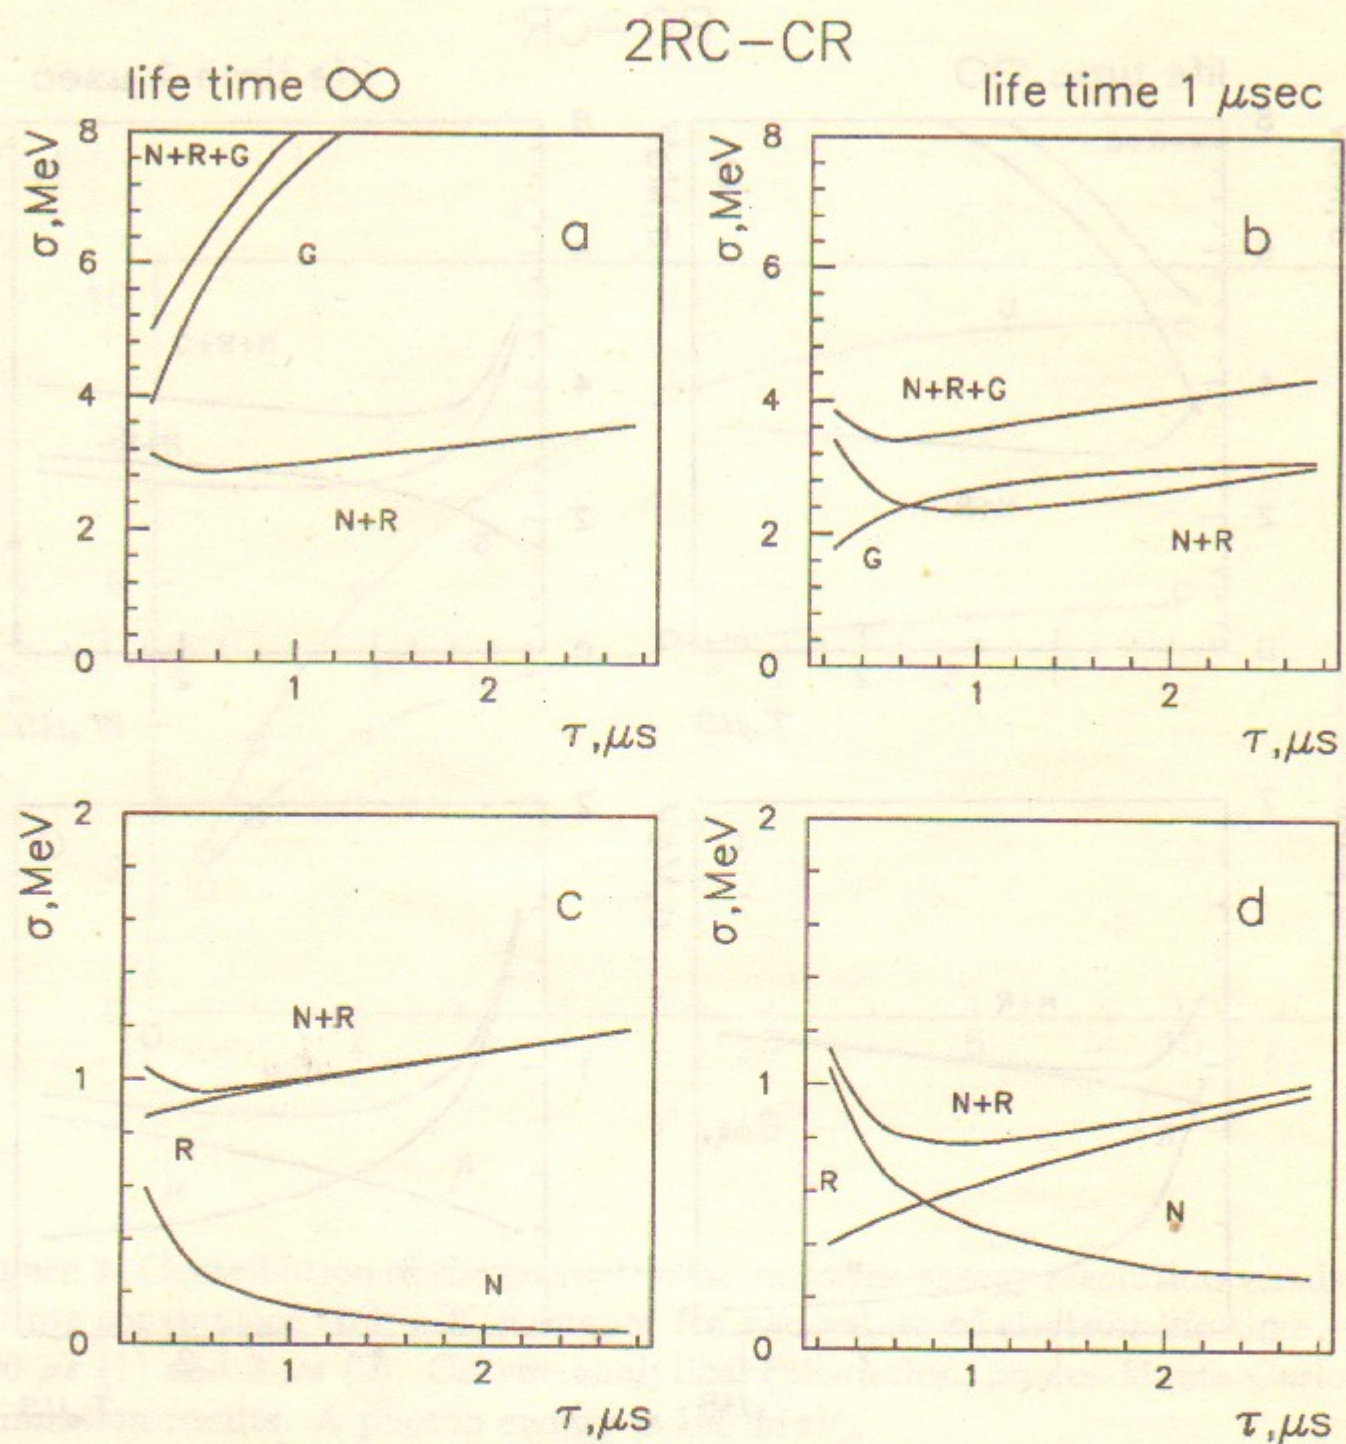 2RC-CR
life time ∞
life time 1 μsec
8
N+R+G
σ,MeV
a
6
G
4
N+R
2
0
1
2
τ,μs
8
σ,MeV
b
6
N+R+G
4
2
G
N+R
0
1
2
τ,μs
2
σ,MeV
c
N+R
1
R
N
0
1
2
τ,μs
2
σ,MeV
d
N+R
1
R
N
0
1
2
τ,μs